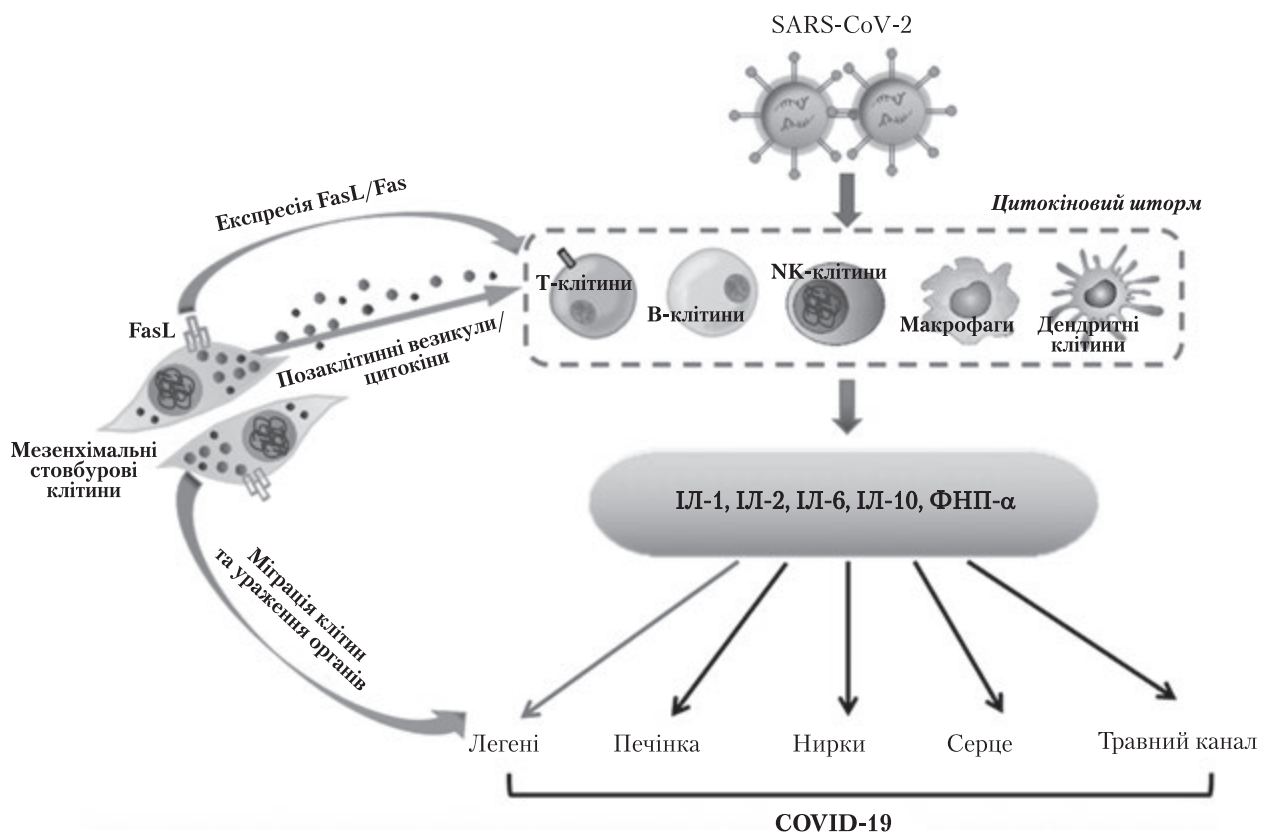 SARS-CoV-2
Експресія FasL/Fas
Цитокіновий шторм
Т-клітини
В-клітини
NK-клітини
Макрофаги
Дендритні
клітини
FasL
Позаклітинні везикули/
цитокіни
Мезенхімальні
стовбурові
клітини
ІЛ-1, ІЛ-2, ІЛ-6, ІЛ-10, ФНП-α
Міграція клітин
та ураження органів
Легені
Печінка
Нирки
Серце
Травний канал
COVID-19